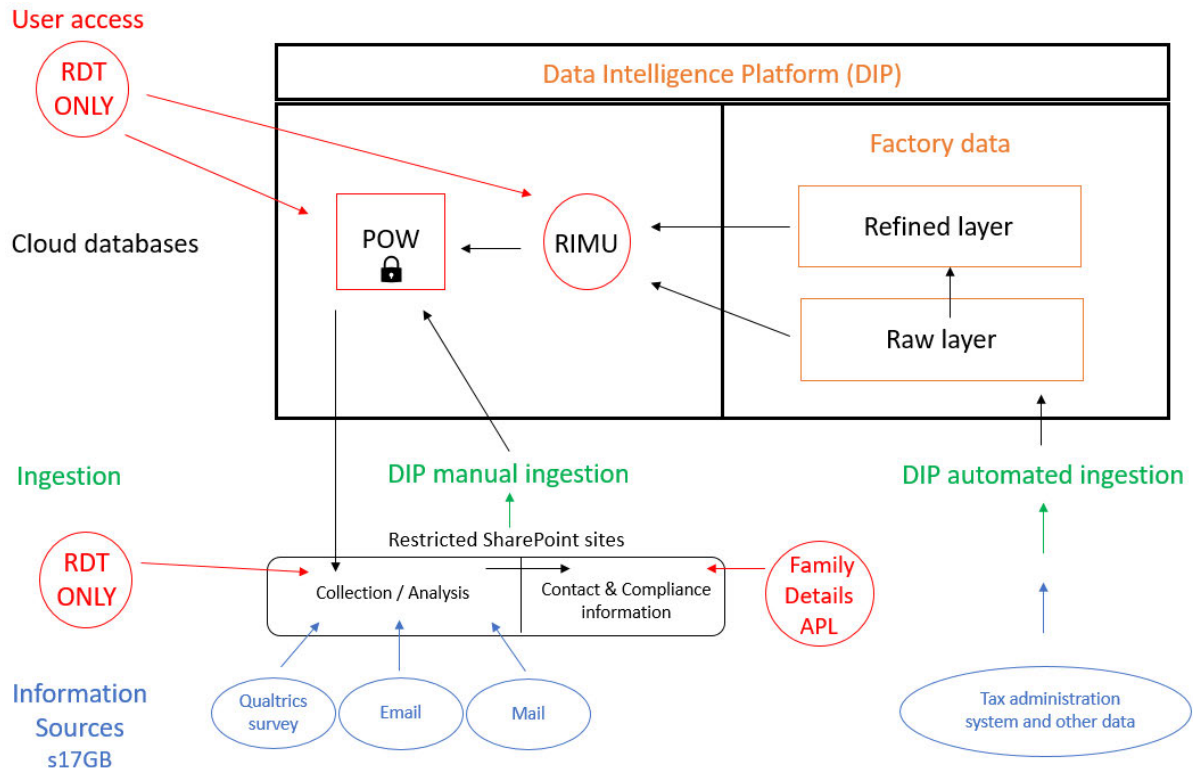 User access
RDT
ONLY
Data Intelligence Platform (DIP)
Factory data
Refined layer
POW
RIMU
Cloud databases
Raw layer
Ingestion
DIP manual ingestion
DIP automated ingestion
Restricted SharePoint sites
RDT
ONLY
Collection / Analysis
Contact & Compliance
information
Family
Details
APL
Information
Sources
s17GB
Qualtrics
survey
Email
Mail
Tax administration
system and other data